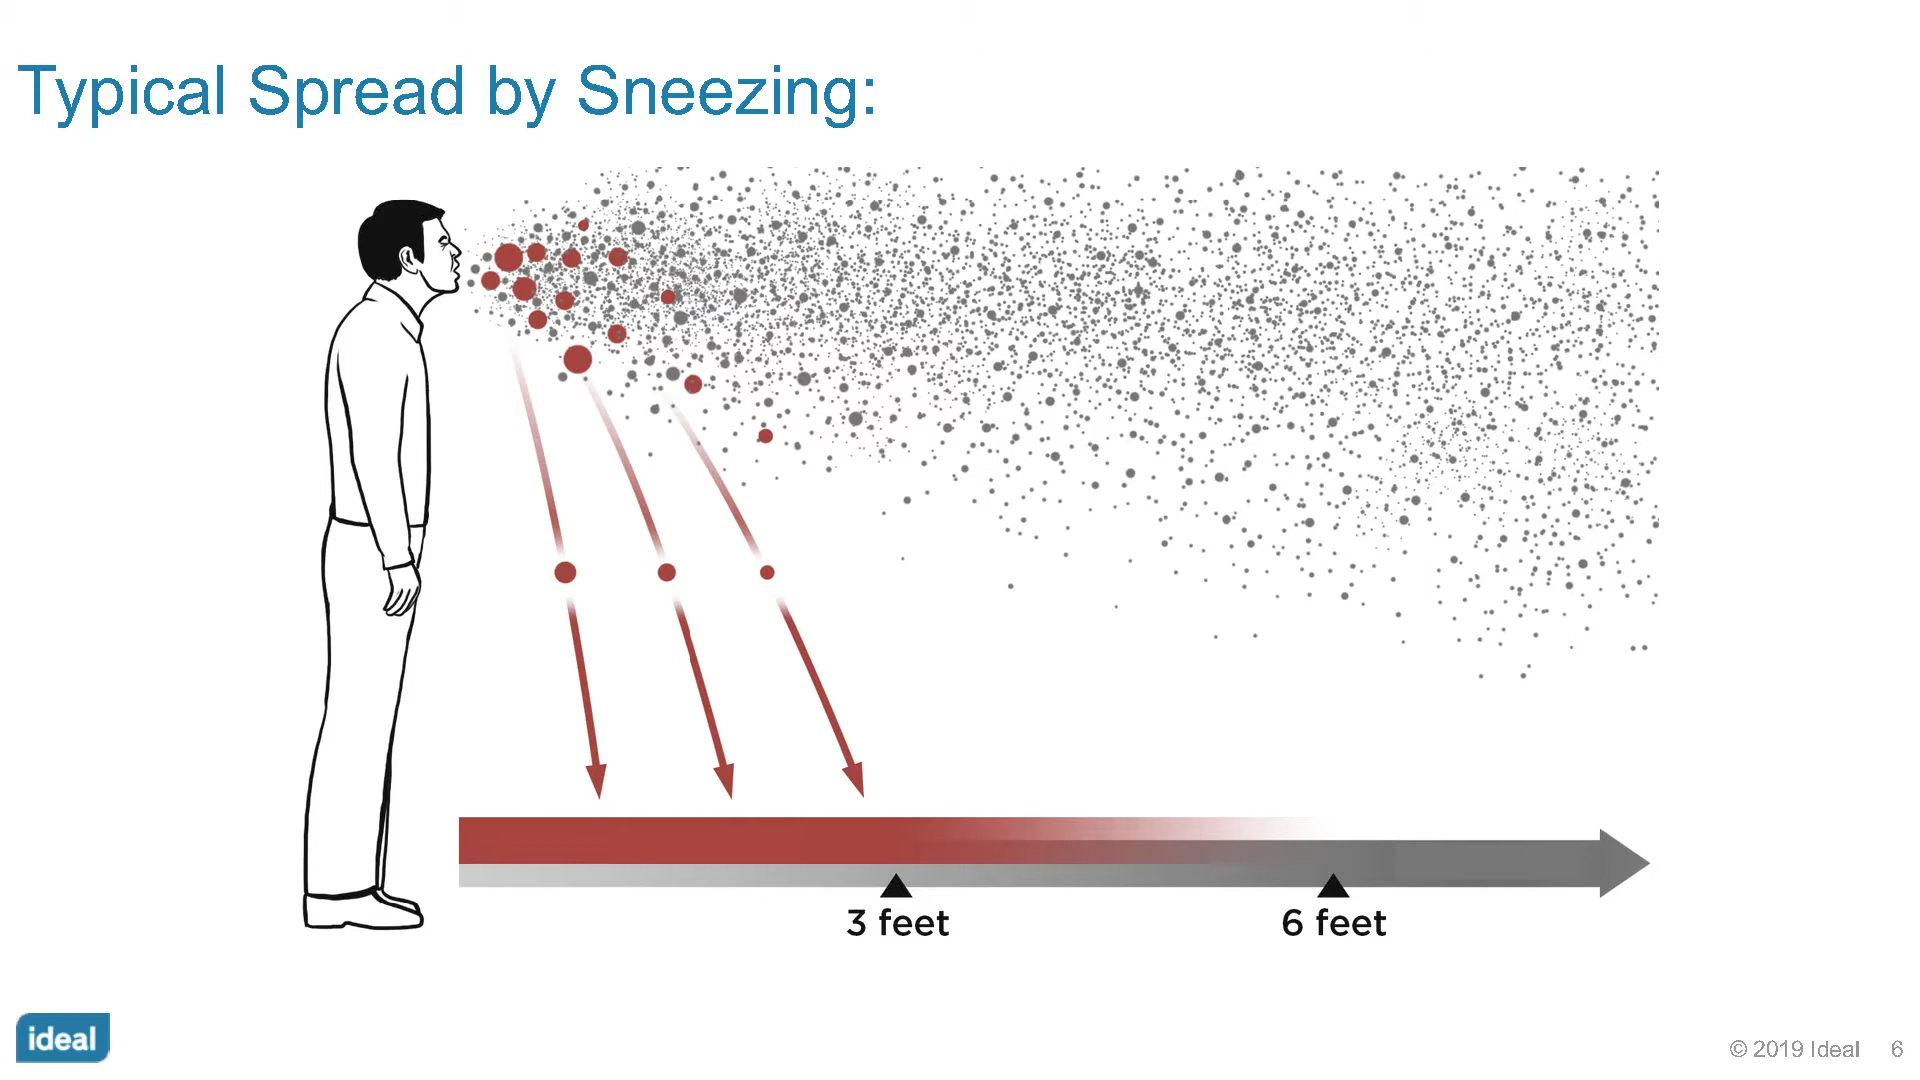 Typical Spread by Sneezing:
3 feet
6 feet
ideal
© 2019 Ideal 6